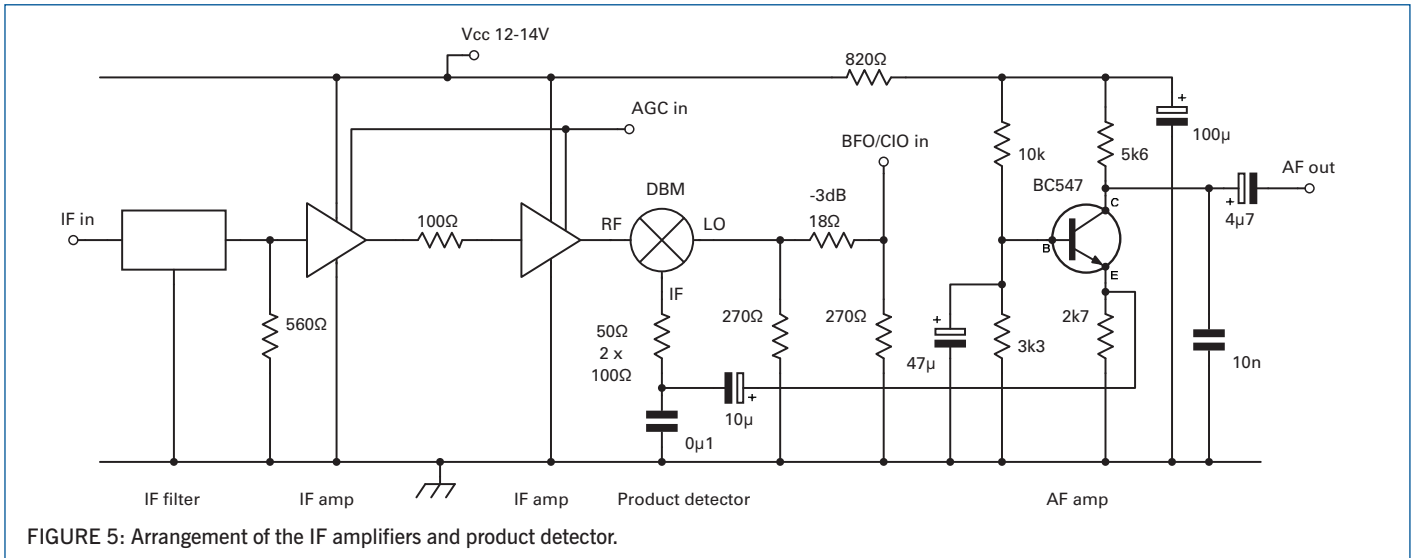 Vcc 12-14V
820Ω
AGC in
BFO/CIO in
10k
5k6
+
100µ
BC547
AF out
IF in
100Ω
DBM
-3dB
18Ω
RF
LO
C
B
E
+
4µ7
IF
560Ω
50Ω
2 x
100Ω
270Ω
270Ω
+
47µ
3k3
2k7
10n
+
10µ
0µ1
IF filter
IF amp
IF amp
Product detector
AF amp
FIGURE 5: Arrangement of the IF amplifiers and product detector.